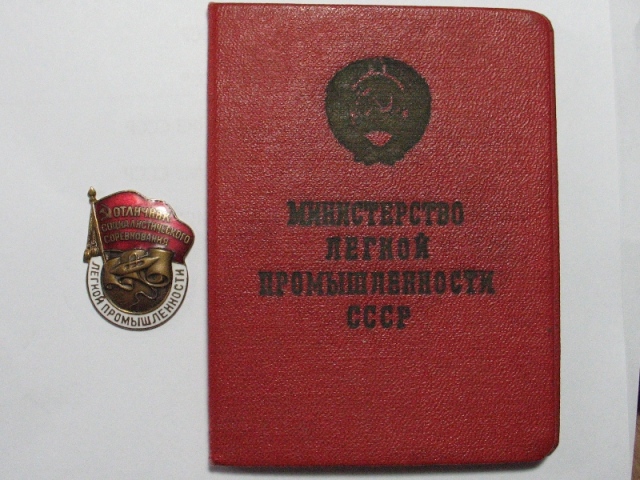 ОТЛИЧНИК
СОЦИАЛИСТИЧЕСКОГО
СОРЕВНОВАНИЯ
ЛЕГКОЙ ПРОМЫШЛЕННОСТИ
МИНИСТЕРСТВО
ЛЕГКОЙ
ПРОМЫШЛЕННОСТИ
СССР